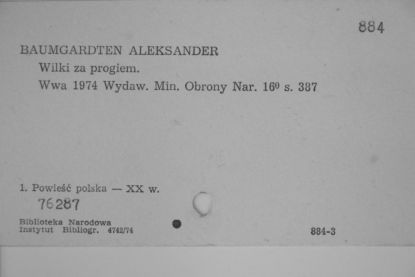 884
BAUMGARDTEN ALEKSANDER
Wilki za progiem.
Wwa 1974 Wydaw. Min. Obrony Nar. 16⁰ s. 387
1. Powieść polska — XX w.
76287
Biblioteka Narodowa
Instytut Bibliogr. 4742/74
884-3